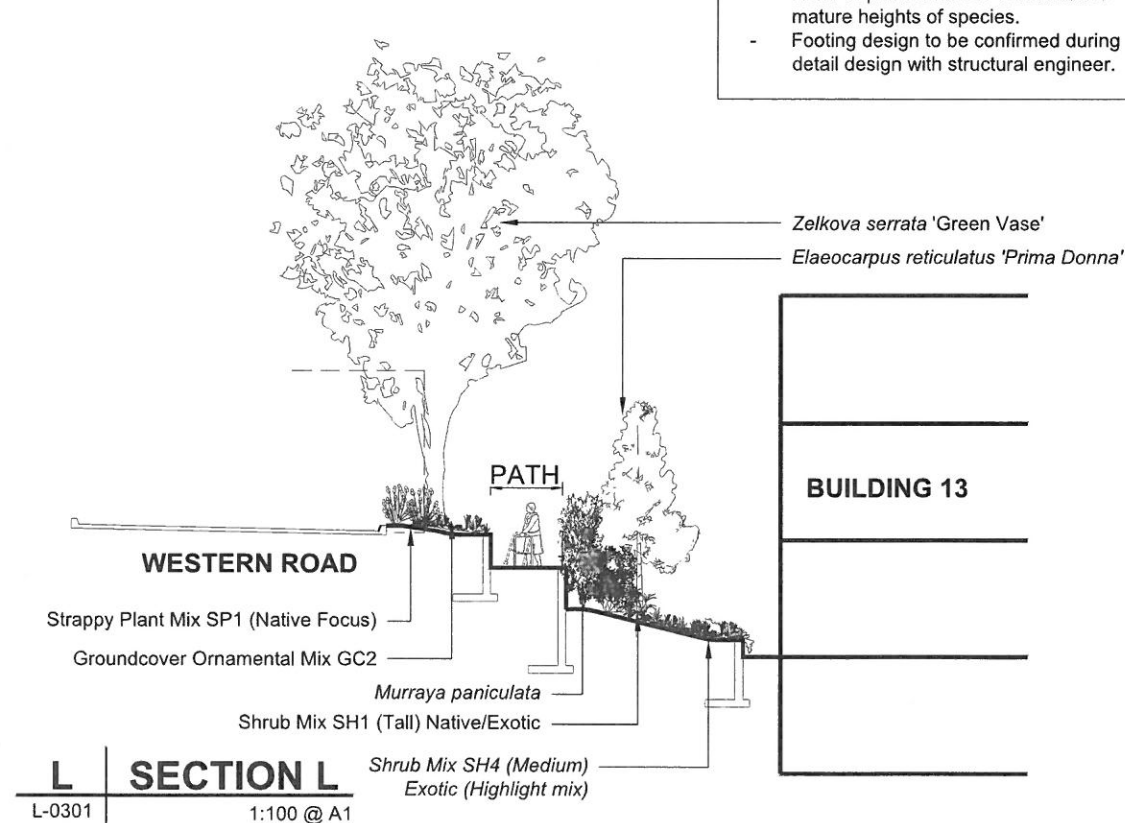 mature heights of species.
- Footing design to be confirmed during
detail design with structural engineer.
Zelkova serrata 'Green Vase'
Elaeocarpus reticulatus 'Prima Donna'
PATH
BUILDING 13
WESTERN ROAD
Strappy Plant Mix SP1 (Native Focus)
Groundcover Ornamental Mix GC2
Murraya paniculata
Shrub Mix SH1 (Tall) Native/Exotic
Shrub Mix SH4 (Medium)
Exotic (Highlight mix)
L SECTION L
L-0301 1:100 @ A1